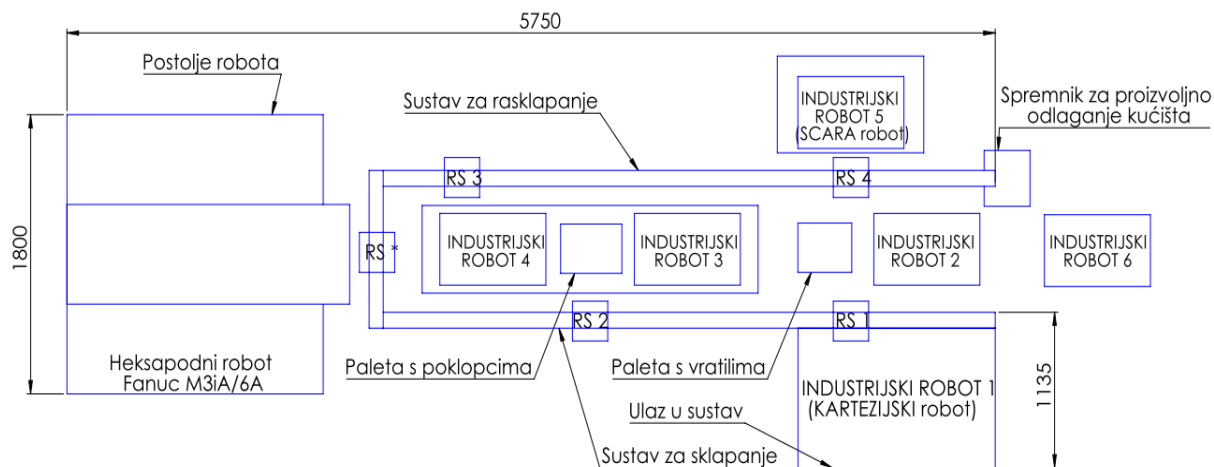 5750
Postolje robota
Sustav za rasklapanje
INDUSTRIJSKI
ROBOT 5
(SCARA robot)
Spremnik za proizvoljno
odlaganje kućišta
RS 3
RS 4
1800
RS *
INDUSTRIJSKI
ROBOT 4
INDUSTRIJSKI
ROBOT 3
INDUSTRIJSKI
ROBOT 2
INDUSTRIJSKI
ROBOT 6
RS 2
RS 1
Heksapodni robot
Fanuc M3iA/6A
Paleta s poklopcima
Paleta s vratilima
INDUSTRIJSKI ROBOT 1
(KARTEZIJSKI robot)
1135
Ulaz u sustav
Sustav za sklapanje